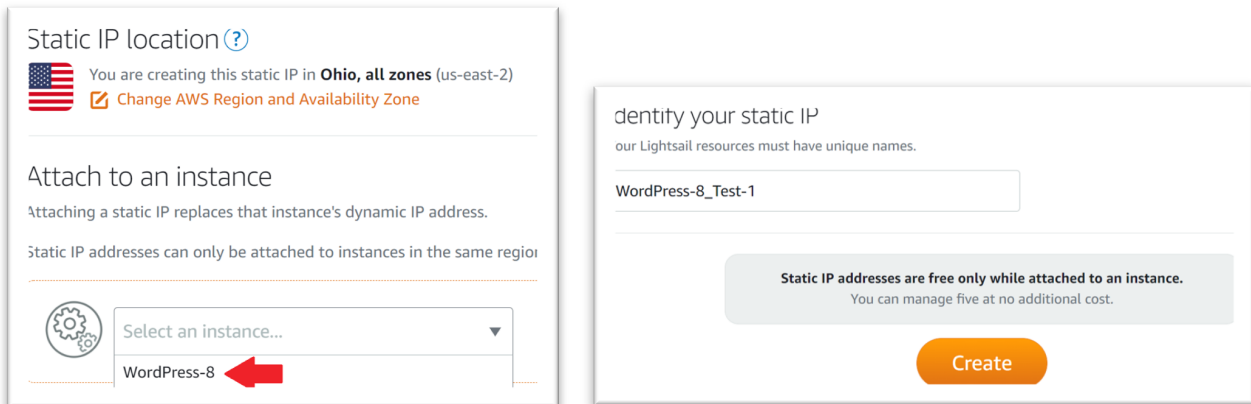 Static IP location ?
You are creating this static IP in Ohio, all zones (us-east-2)
Change AWS Region and Availability Zone
Attach to an instance
Attaching a static IP replaces that instance's dynamic IP address.
Static IP addresses can only be attached to instances in the same region
Select an instance...
WordPress-8
dentify your static IP
our Lightsail resources must have unique names.
WordPress-8_Test-1
Static IP addresses are free only while attached to an instance.
You can manage five at no additional cost.
Create